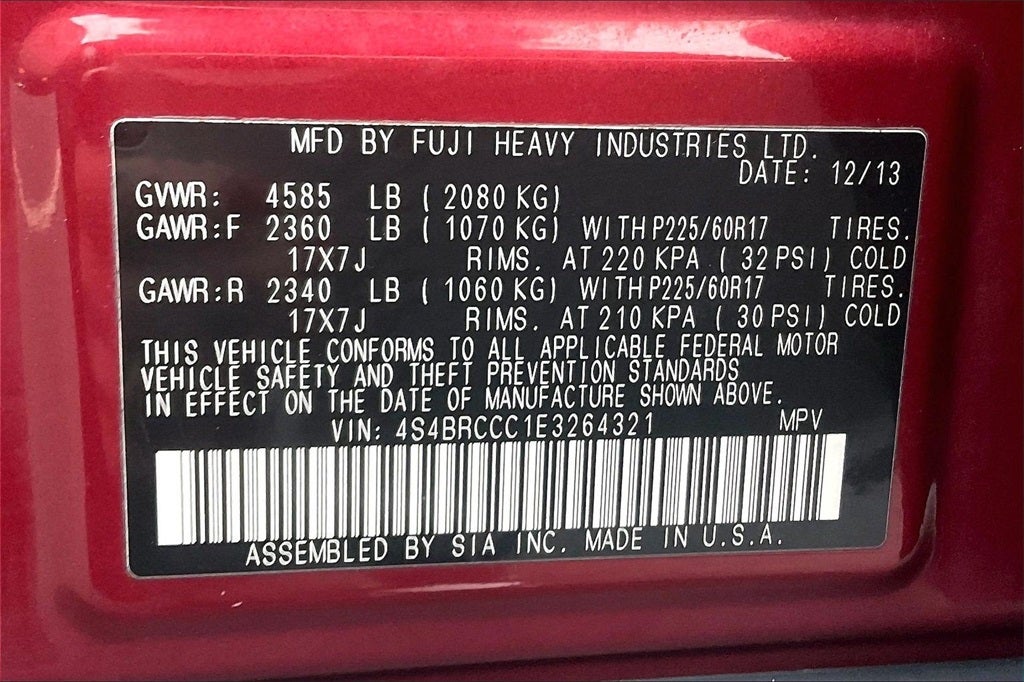 MFD BY FUJI HEAVY INDUSTRIES LTD.
DATE: 12/13
GVWR: 4585 LB ( 2080 KG)
GAWR:F 2360 LB ( 1070 KG) WITH P225/60R17 TIRES.
17X7J RIMS. AT 220 KPA ( 32 PSI) COLD
GAWR:R 2340 LB ( 1060 KG) WITH P225/60R17 TIRES.
17X7J RIMS. AT 210 KPA ( 30 PSI) COLD
THIS VEHICLE CONFORMS TO ALL APPLICABLE FEDERAL MOTOR
VEHICLE SAFETY AND THEFT PREVENTION STANDARDS
IN EFFECT ON THE DATE OF MANUFACTURE SHOWN ABOVE.
VIN: 4S4BRCCC1E3264321 MPV
ASSEMBLED BY SIA INC. MADE IN U.S.A.